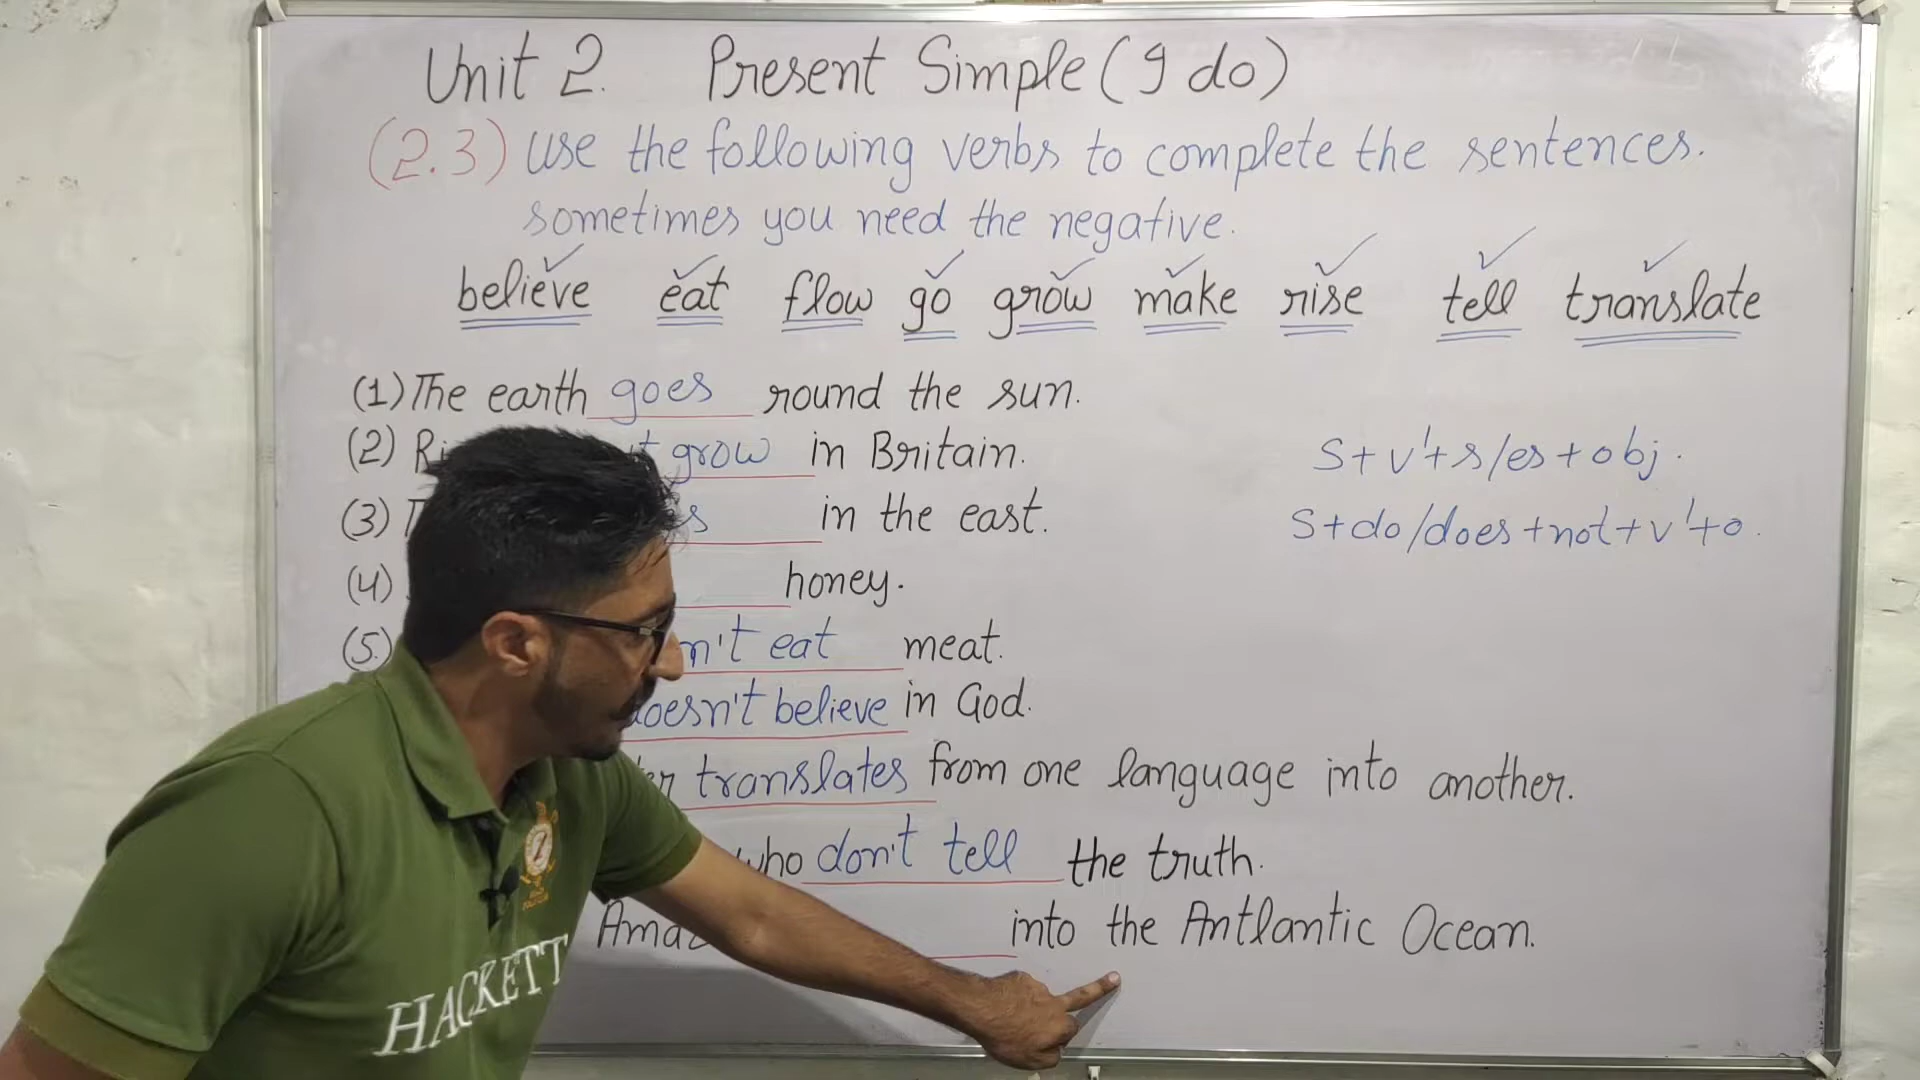 Unit 2. Present Simple (I do)
(2.3) Use the following verbs to complete the sentences.
sometimes you need the negative.
believe eat flow go grow make rise tell translate
(1) The earth goes round the sun.
(2) grow in Britain.
(3) in the east.
(4) honey.
(5) eat meat.
doesn't believe in God.
translates from one language into another.
who don't tell the truth.
into the Antlantic Ocean.
S+v'+s/es+obj.
S+do/does+not+v'+o.
HACKETT